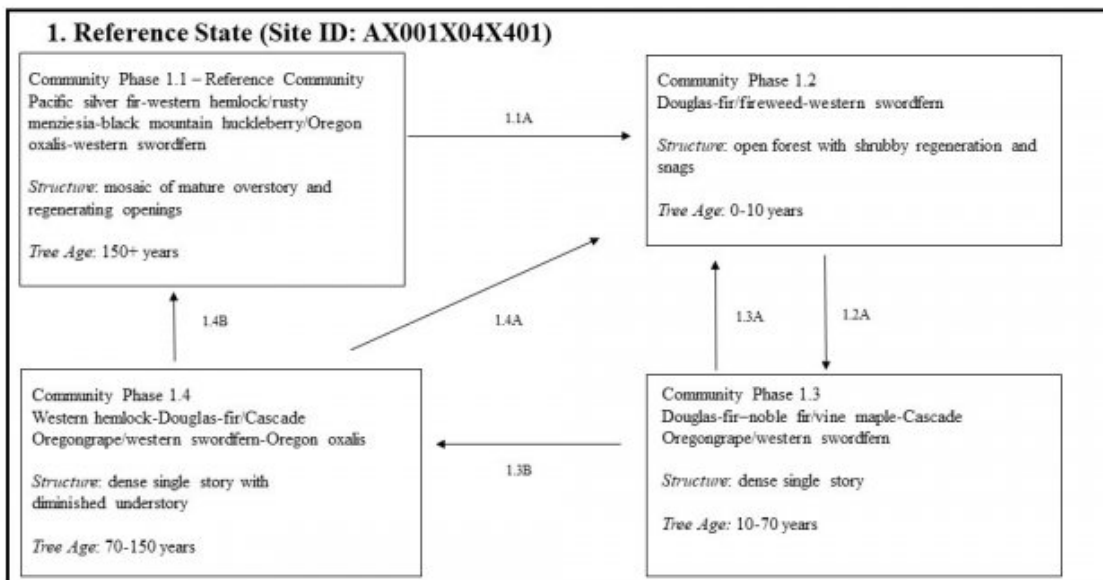 1. Reference State (Site ID: AX001X04X401)
Community Phase 1.1 – Reference Community
Pacific silver fir-western hemlock/rusty
menziesia-black mountain huckleberry/Oregon
oxalis-western swordfern
Structure: mosaic of mature overstory and
regenerating openings
Tree Age: 150+ years
1.1A
Community Phase 1.2
Douglas-fir/fireweed-western swordfern
Structure: open forest with shrubby regeneration and
snags
Tree Age: 0-10 years
1.4B
1.4A
1.3A
1.2A
Community Phase 1.4
Western hemlock-Douglas-fir/Cascade
Oregongrape/western swordfern-Oregon oxalis
Structure: dense single story with
diminished understory
Tree Age: 70-150 years
1.3B
Community Phase 1.3
Douglas-fir–noble fir/vine maple-Cascade
Oregongrape/western swordfern
Structure: dense single story
Tree Age: 10-70 years